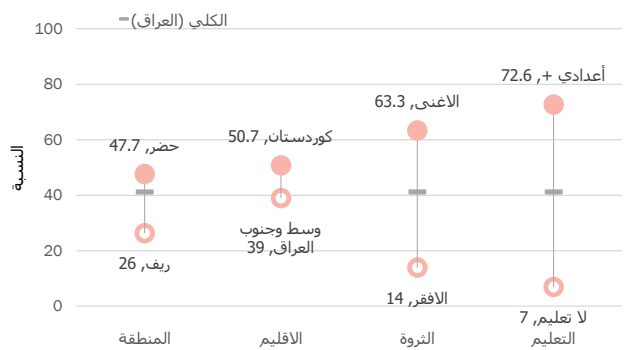 الكلي (العراق)
100
80
60
40
20
0
النسبة
حضر, 47.7
ريف, 26
كوردستان, 50.7
وسط وجنوب
العراق, 39
الاغنى, 63.3
الافقر, 14
أعدادي +, 72.6
لا تعليم, 7
المنطقة
الاقليم
الثروة
التعليم